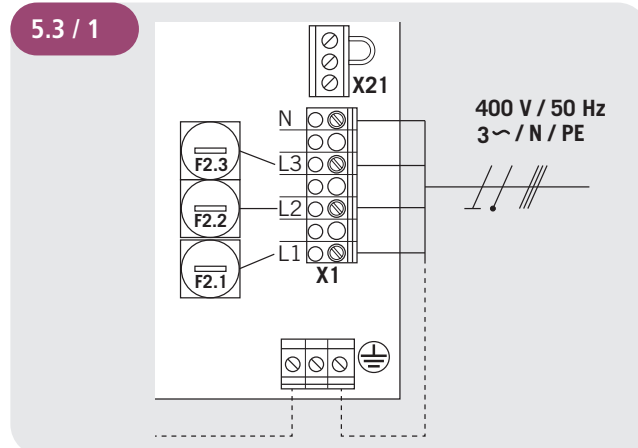 5.3 / 1
X21
400 V / 50 Hz
3~ / N / PE
N
L3
L2
L1
X1
F2.3
F2.2
F2.1